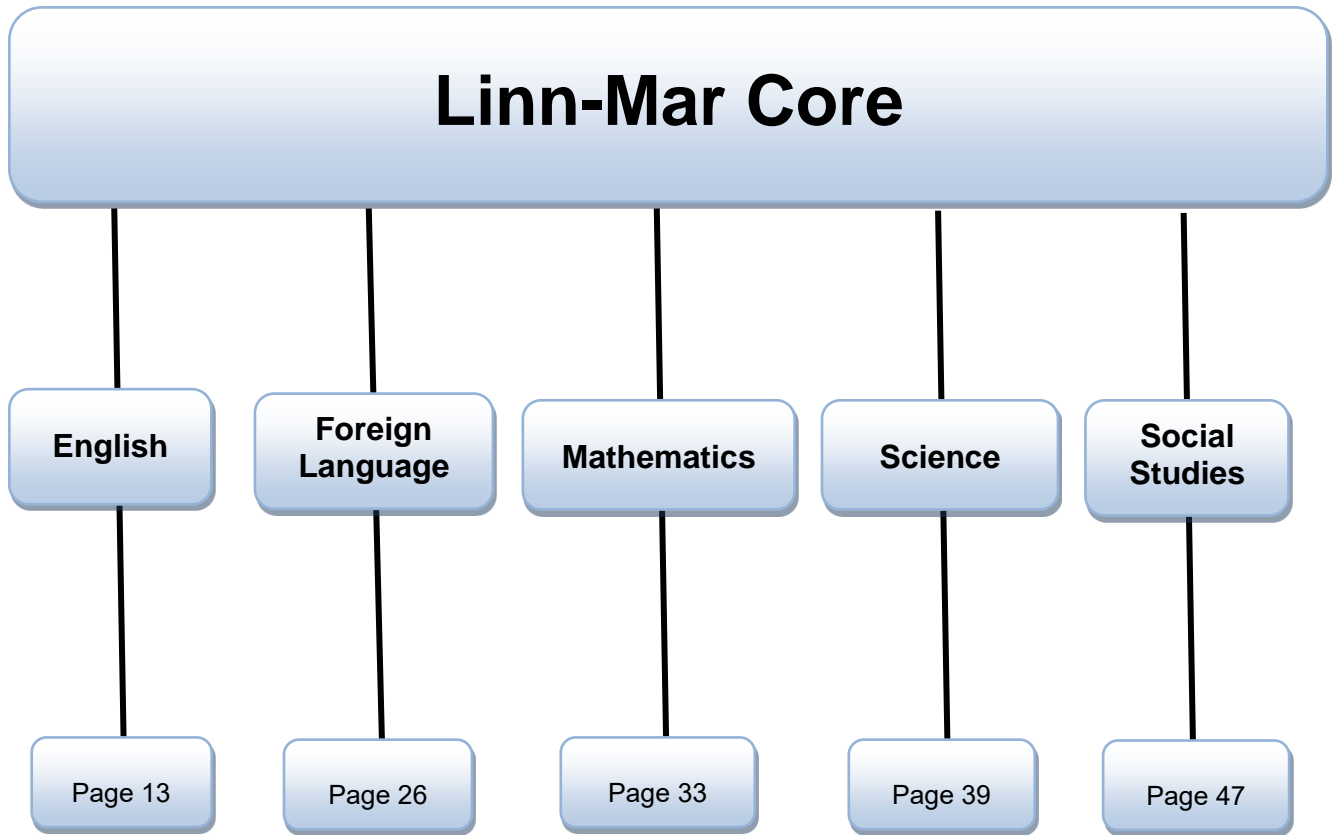 Linn-Mar Core
English
Foreign
Language
Mathematics
Science
Social
Studies
Page 13
Page 26
Page 33
Page 39
Page 47